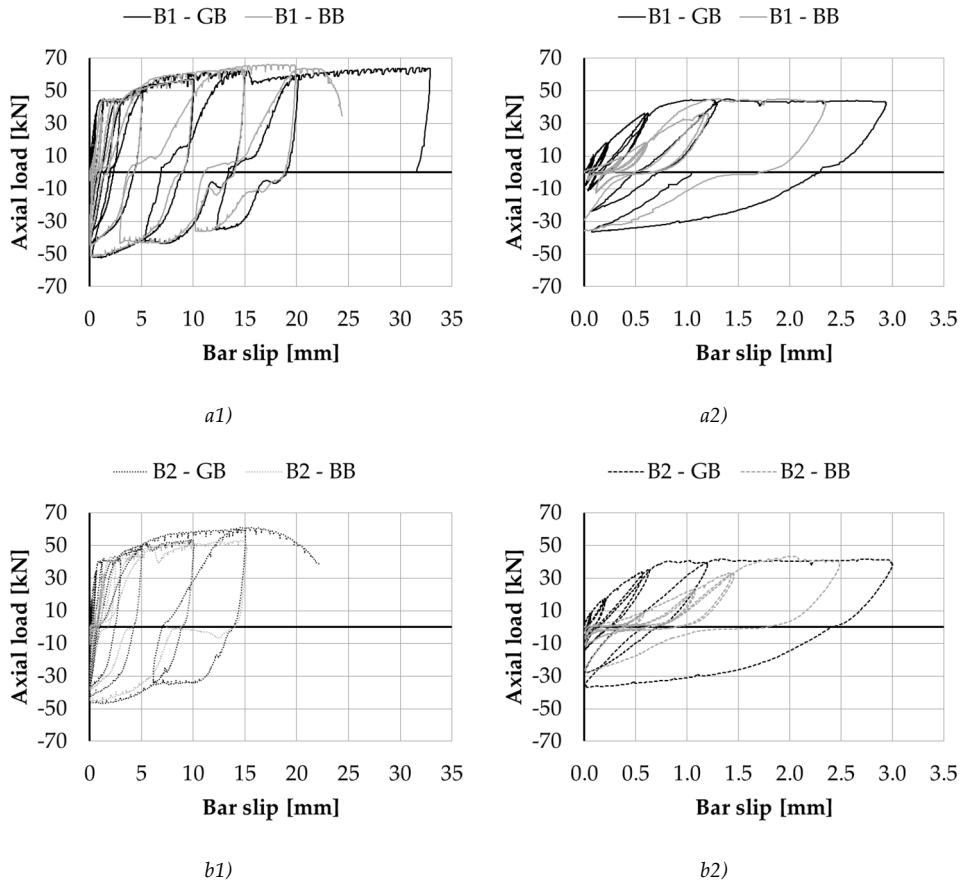 B1 - GB B1 - BB
Axial load [kN]
70
50
30
10
-10
-30
-50
-70
0 5 10 15 20 25 30 35
Bar slip [mm]
a1)
B1 - GB B1 - BB
Axial load [kN]
70
50
30
10
-10
-30
-50
-70
0.0 0.5 1.0 1.5 2.0 2.5 3.0 3.5
Bar slip [mm]
a2)
B2 - GB B2 - BB
Axial load [kN]
70
50
30
10
-10
-30
-50
-70
0 5 10 15 20 25 30 35
Bar slip [mm]
b1)
B2 - GB B2 - BB
Axial load [kN]
70
50
30
10
-10
-30
-50
-70
0.0 0.5 1.0 1.5 2.0 2.5 3.0 3.5
Bar slip [mm]
b2)